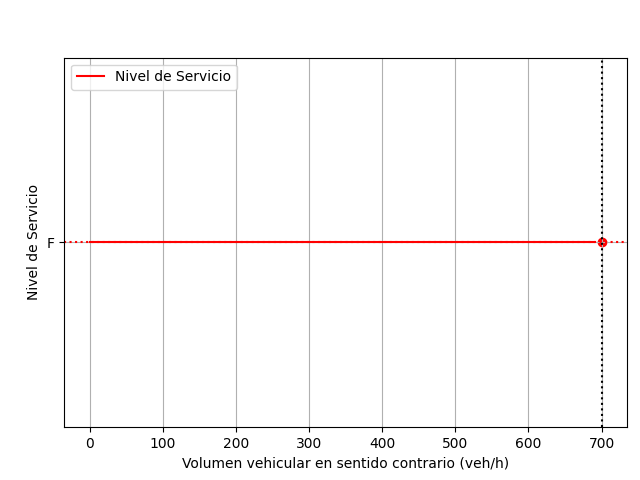 Nivel de Servicio
Nivel de Servicio
F
0 100 200 300 400 500 600 700
Volumen vehicular en sentido contrario (veh/h)